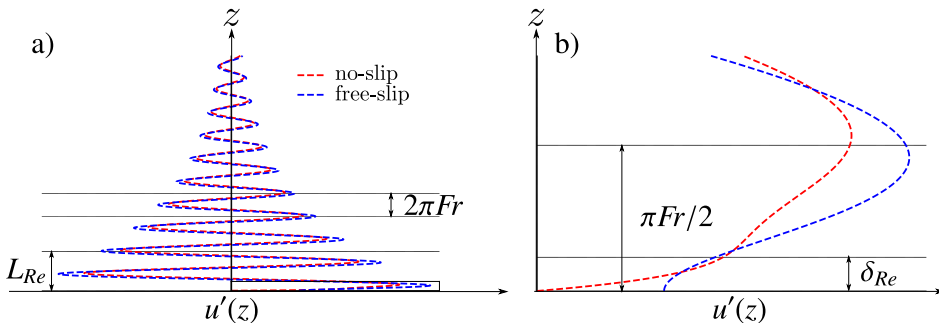 a)
z
no-slip
free-slip
2πFr
L_Re
u′(z)
b)
z
πFr/2
δ_Re
u′(z)